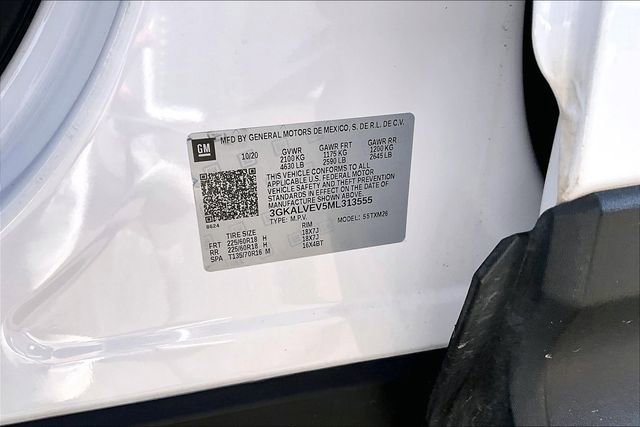 GM
MFD BY GENERAL MOTORS DE MEXICO, S. DE R.L. DE C.V.
10/20 GVWR GAWR FRT GAWR RR
2100 KG 1175 KG 1200 KG
4630 LB 2590 LB 2645 LB
THIS VEHICLE CONFORMS TO ALL
APPLICABLE U.S. FEDERAL MOTOR
VEHICLE SAFETY AND THEFT PREVENTION
STANDARDS IN EFFECT ON THE DATE OF
MANUFACTURE SHOWN ABOVE.
3GKALVEV5ML313555
TYPE: M.P.V. MODEL: S5TXM26
8624
TIRE SIZE RIM
FRT 225/60R18 H 18X7J
RR 225/60R18 H 18X7J
SPA T135/70R16 M 16X4BT